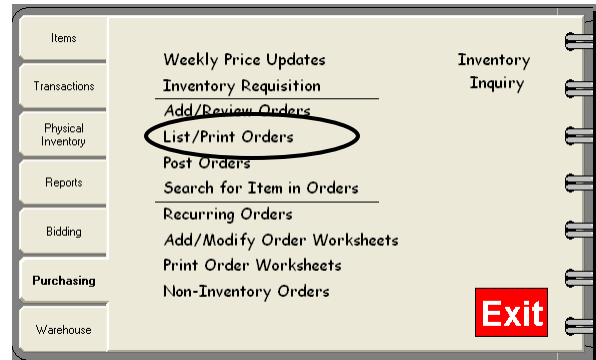 Items
Transactions
Physical
Inventory
Reports
Bidding
Purchasing
Warehouse
Weekly Price Updates
Inventory Requisition
Add/Review Orders
List/Print Orders
Post Orders
Search for Item in Orders
Recurring Orders
Add/Modify Order Worksheets
Print Order Worksheets
Non-Inventory Orders
Inventory
Inquiry
Exit